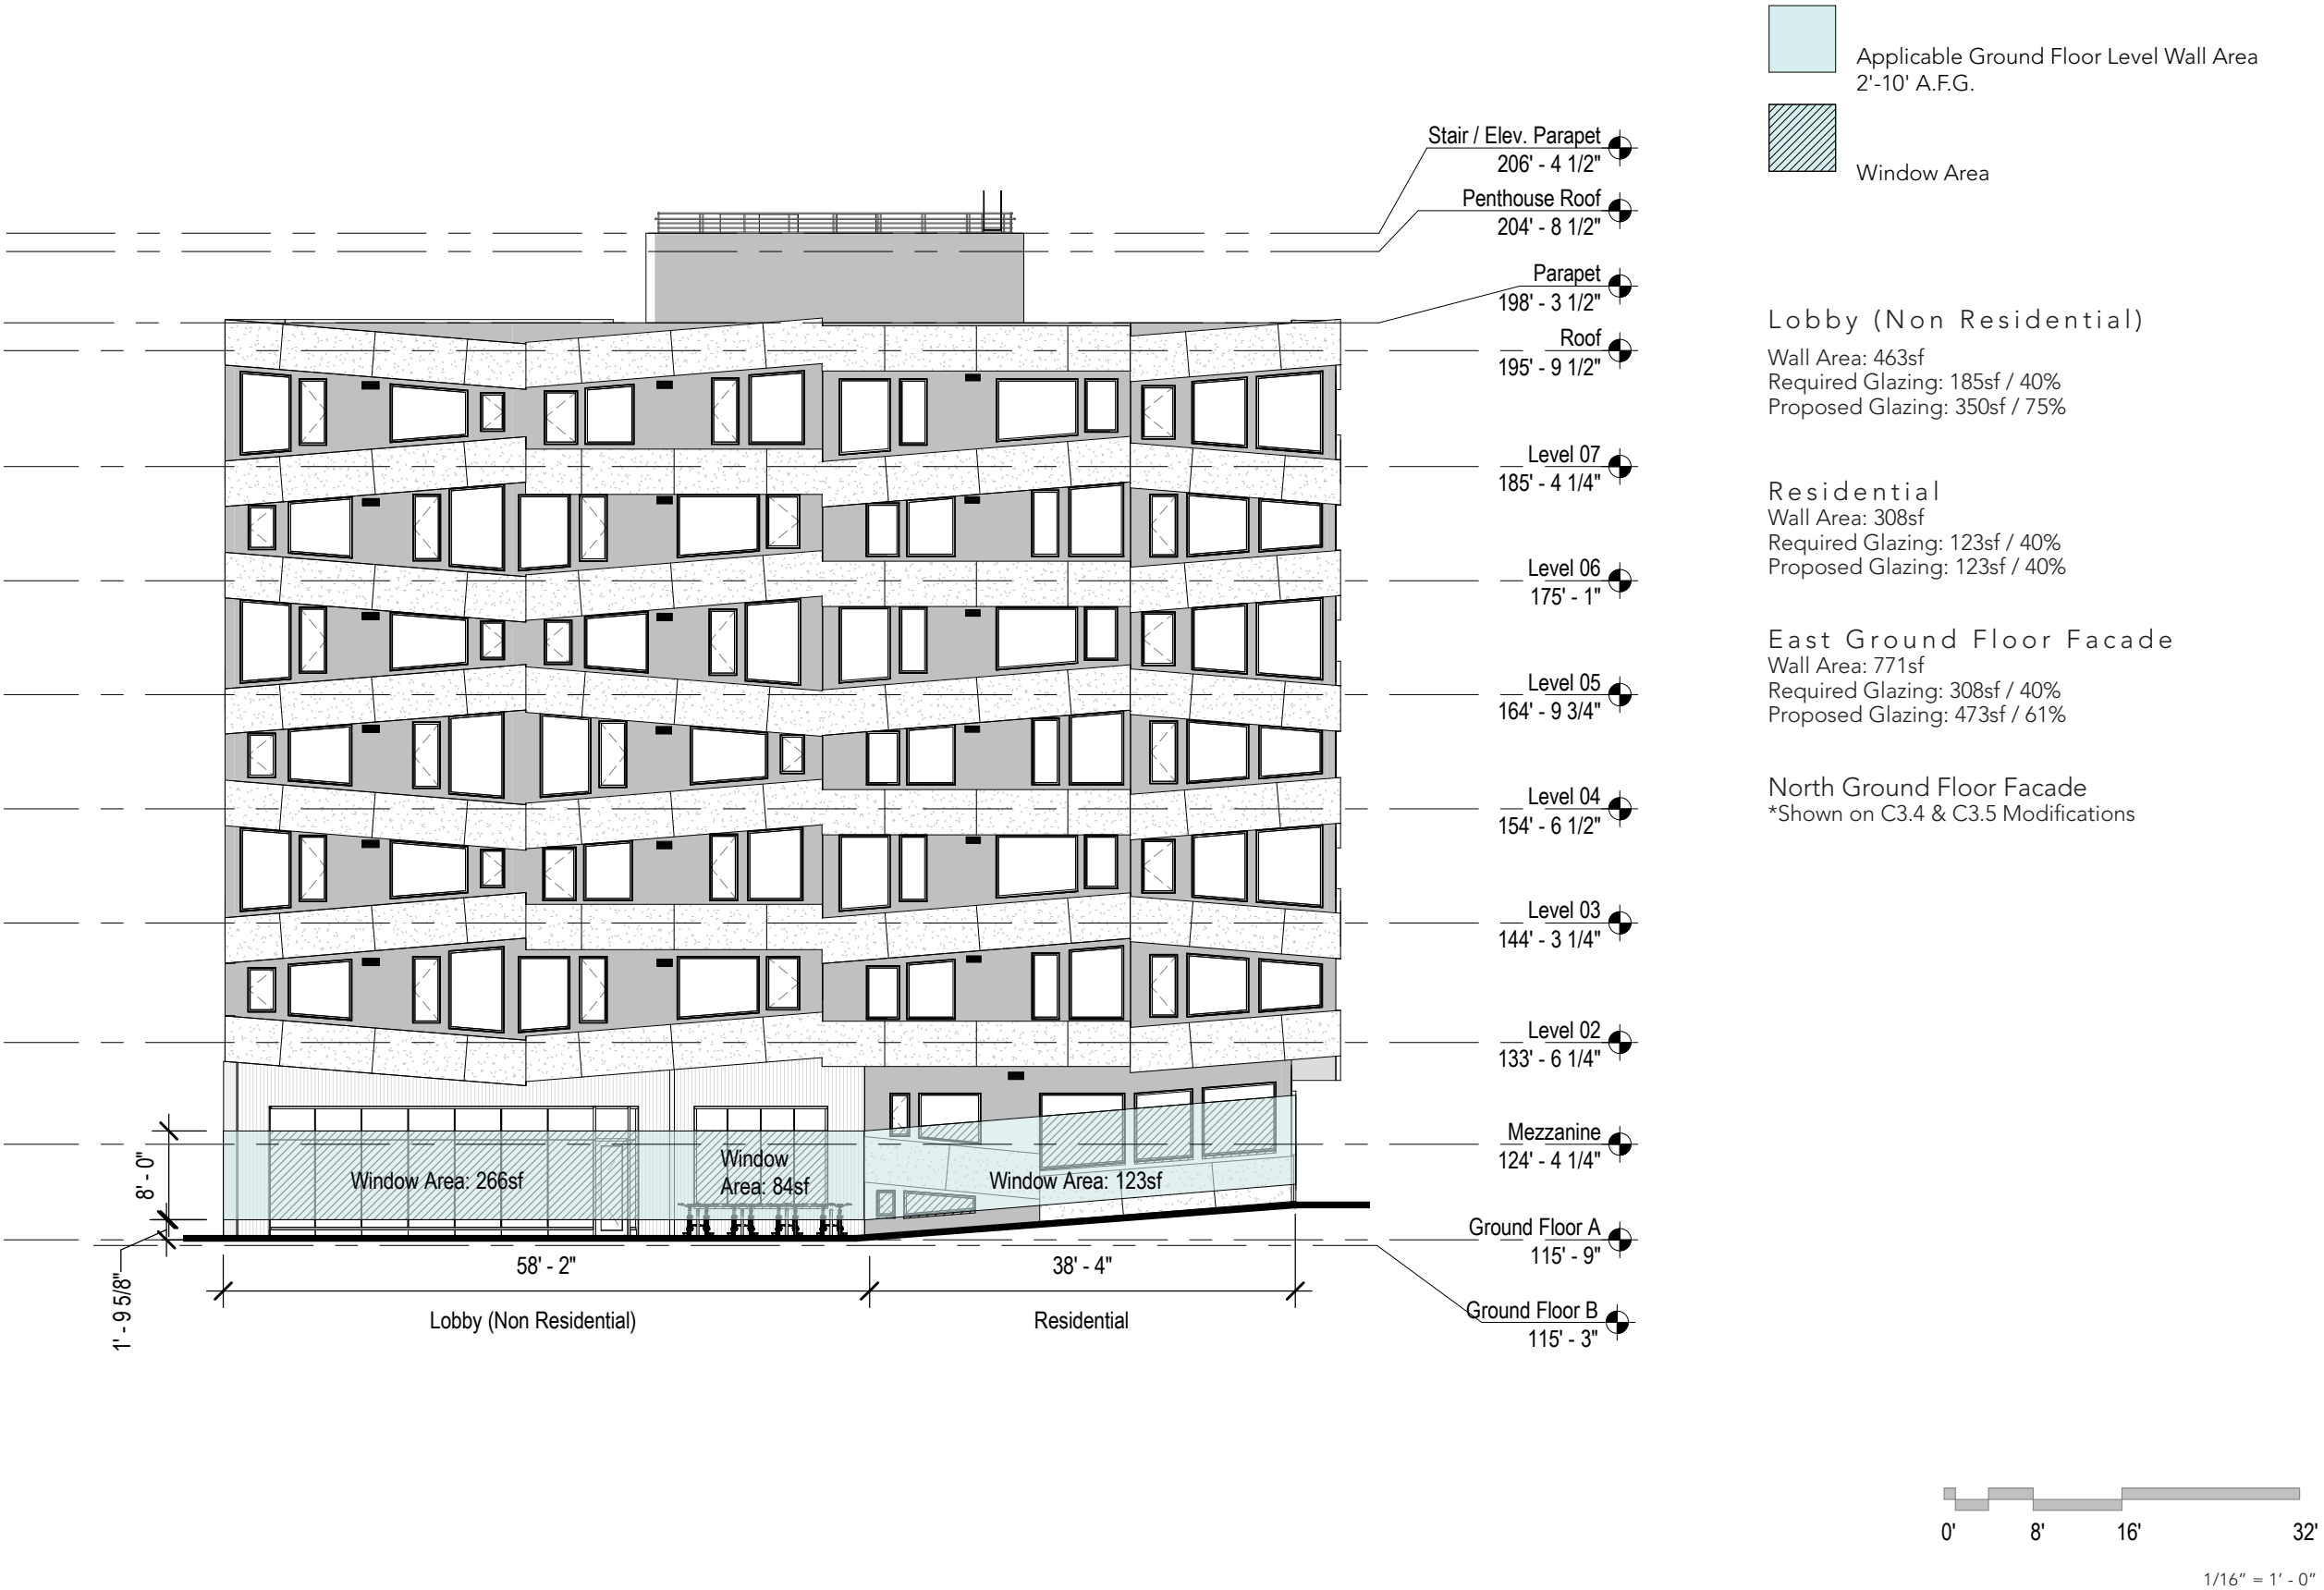 Applicable Ground Floor Level Wall Area
2'-10' A.F.G.
Window Area
Stair / Elev. Parapet
206' - 4 1/2"
Penthouse Roof
204' - 8 1/2"
Parapet
198' - 3 1/2"
Roof
195' - 9 1/2"
Level 07
185' - 4 1/4"
Level 06
175' - 1"
Level 05
164' - 9 3/4"
Level 04
154' - 6 1/2"
Level 03
144' - 3 1/4"
Level 02
133' - 6 1/4"
Mezzanine
124' - 4 1/4"
Ground Floor A
115' - 9"
Ground Floor B
115' - 3"
Lobby (Non Residential)
Wall Area: 463sf
Required Glazing: 185sf / 40%
Proposed Glazing: 350sf / 75%
Residential
Wall Area: 308sf
Required Glazing: 123sf / 40%
Proposed Glazing: 123sf / 40%
East Ground Floor Facade
Wall Area: 771sf
Required Glazing: 308sf / 40%
Proposed Glazing: 473sf / 61%
North Ground Floor Facade
*Shown on C3.4 & C3.5 Modifications
8' - 0"
1' - 9 5/8"
Window Area: 266sf
Window
Area: 84sf
Window Area: 123sf
58' - 2"
38' - 4"
Lobby (Non Residential)
Residential
0' 8' 16' 32'
1/16" = 1' - 0"